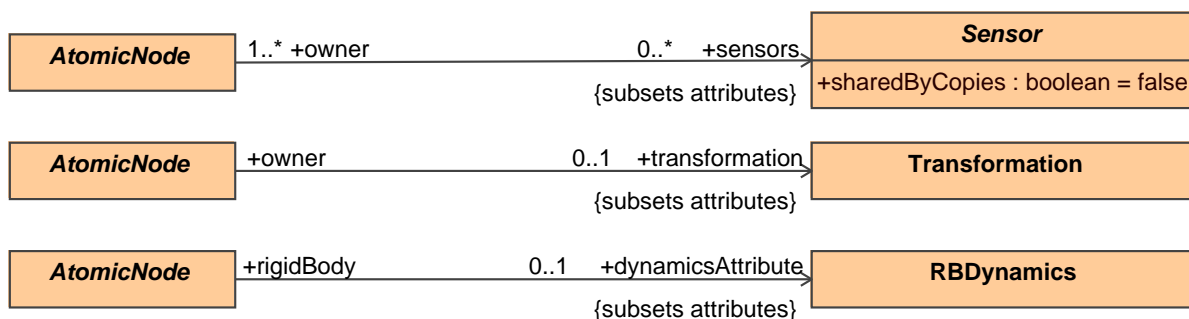 AtomicNode 1..* +owner 0..* +sensors Sensor
{subsets attributes} +sharedByCopies : boolean = false
AtomicNode +owner 0..1 +transformation Transformation
{subsets attributes}
AtomicNode +rigidBody 0..1 +dynamicsAttribute RBDynamics
{subsets attributes}